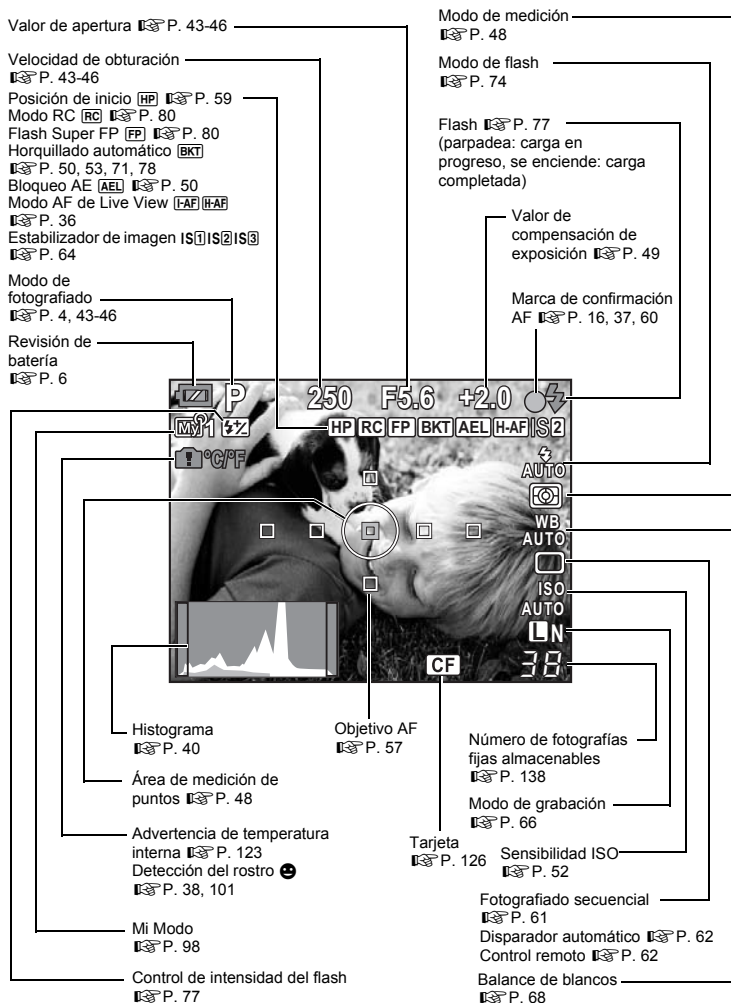 Valor de apertura ☞ P. 43-46
Velocidad de obturación
☞ P. 43-46
Posición de inicio HP ☞ P. 59
Modo RC RC ☞ P. 80
Flash Super FP FP ☞ P. 80
Horquillado automático BKT
☞ P. 50, 53, 71, 78
Bloqueo AE AEL ☞ P. 50
Modo AF de Live View I-AF H-AF
☞ P. 36
Estabilizador de imagen IS1 IS2 IS3
☞ P. 64
Modo de
fotografiado
☞ P. 4, 43-46
Revisión de
batería
☞ P. 6
Modo de medición
☞ P. 48
Modo de flash
☞ P. 74
Flash ☞ P. 77
(parpadea: carga en
progreso, se enciende: carga
completada)
Valor de
compensación de
exposición ☞ P. 49
Marca de confirmación
AF ☞ P. 16, 37, 60
P 250 F5.6 +2.0
My1 HP RC FP BKT AEL H-AF IS2
°C/°F
AUTO
WB
AUTO
ISO
AUTO
L N
CF 38
Histograma
☞ P. 40
Área de medición de
puntos ☞ P. 48
Advertencia de temperatura
interna ☞ P. 123
Detección del rostro
☞ P. 38, 101
Mi Modo
☞ P. 98
Control de intensidad del flash
☞ P. 77
Objetivo AF
☞ P. 57
Tarjeta
☞ P. 126
Número de fotografías
fijas almacenables
☞ P. 138
Modo de grabación
☞ P. 66
Sensibilidad ISO
☞ P. 52
Fotografiado secuencial
☞ P. 61
Disparador automático ☞ P. 62
Control remoto ☞ P. 62
Balance de blancos
☞ P. 68